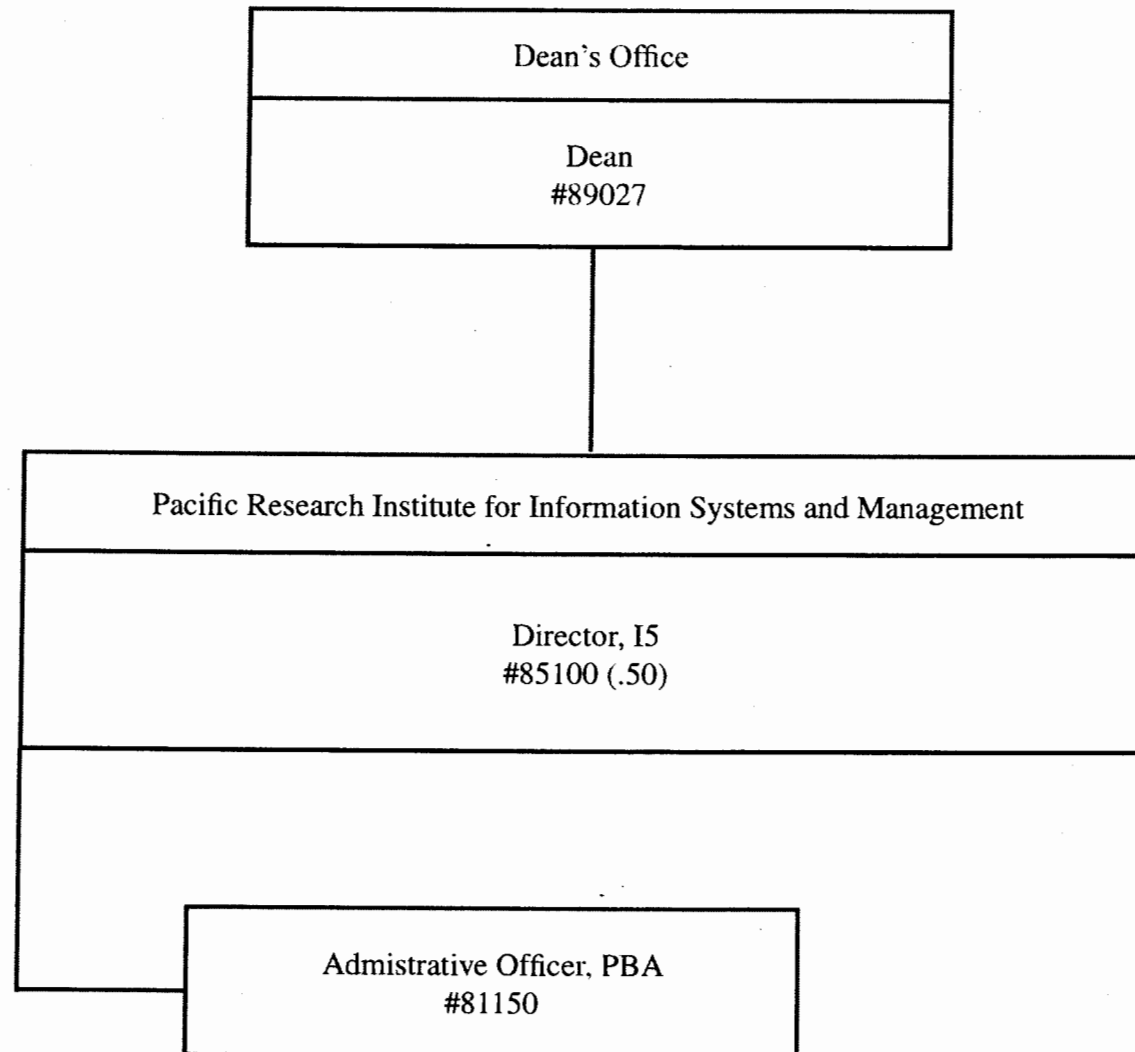 Dean's Office
Dean
#89027
Pacific Research Institute for Information Systems and Management
Director, I5
#85100 (.50)
Admistrative Officer, PBA
#81150